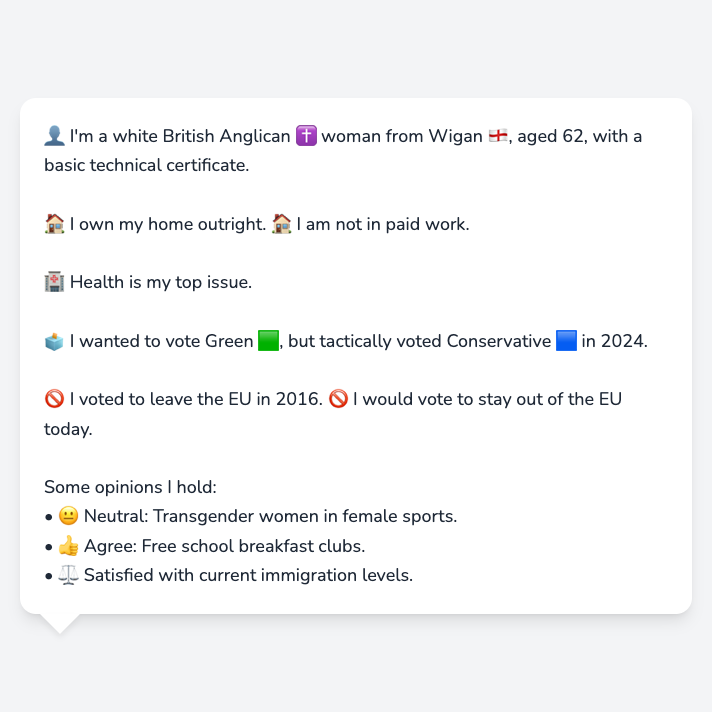 👤 I'm a white British Anglican ✝️ woman from Wigan 🏴󠁧󠁢󠁥󠁮󠁧󠁿, aged 62, with a
basic technical certificate.
🏠 I own my home outright. 🏠 I am not in paid work.
🏥 Health is my top issue.
🗳️ I wanted to vote Green 🟩, but tactically voted Conservative 🟦 in 2024.
🚫 I voted to leave the EU in 2016. 🚫 I would vote to stay out of the EU
today.
Some opinions I hold:
• 😐 Neutral: Transgender women in female sports.
• 👍 Agree: Free school breakfast clubs.
• ⚖️ Satisfied with current immigration levels.